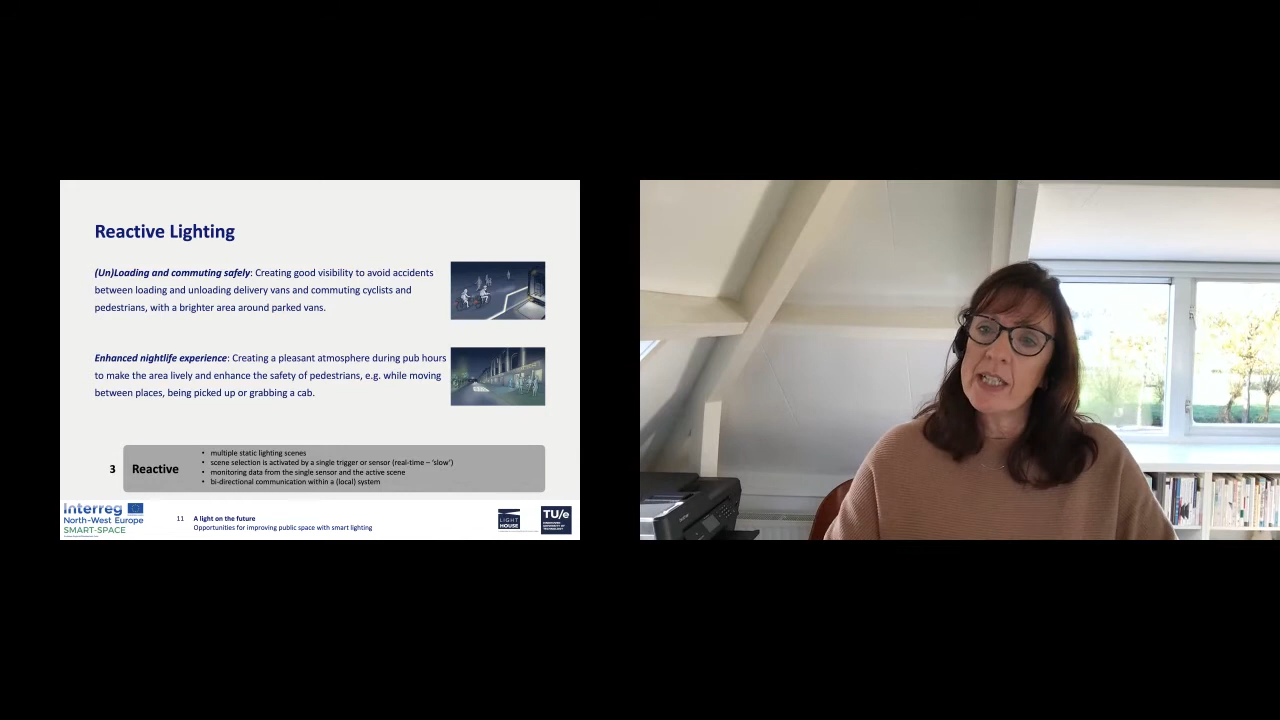 Reactive Lighting
(Un)Loading and commuting safely: Creating good visibility to avoid accidents
between loading and unloading delivery vans and commuting cyclists and
pedestrians, with a brighter area around parked vans.
Enhanced nightlife experience: Creating a pleasant atmosphere during pub hours
to make the area lively and enhance the safety of pedestrians, e.g. while moving
between places, being picked up or grabbing a cab.
3
Reactive
• multiple static lighting scenes
• scene selection is activated by a single trigger or sensor (real-time – ‘slow’)
• monitoring data from the single sensor and the active scene
• bi-directional communication within a (local) system
Interreg
North-West Europe
SMART-SPACE
11
A light on the future
Opportunities for improving public space with smart lighting
LIGHT
HOUSE
TU/e
EINDHOVEN
UNIVERSITY OF
TECHNOLOGY